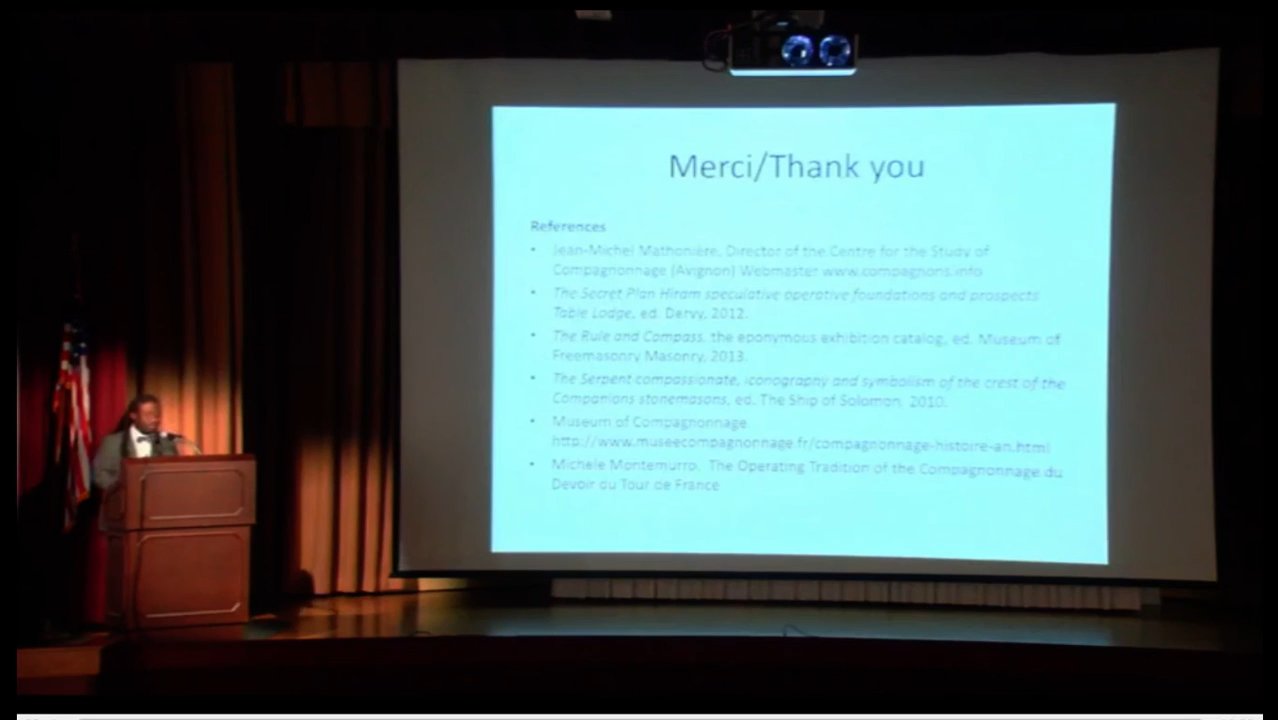 Merci/Thank you
References
• Jean-Michel Mathonière, Director of the Centre for the Study of
Compagnonnage (Avignon) Webmaster www.compagnons.info
• The Secret Plan Hiram speculative operative foundations and prospects
Table Lodge, ed. Dervy, 2012.
• The Rule and Compass, the eponymous exhibition catalog, ed. Museum of
Freemasonry Masonry, 2013.
• The Serpent compassionate, iconography and symbolism of the crest of the
Companions stonemasons, ed. The Ship of Solomon, 2010.
• Museum of Compagnonnage
http://www.museecompagnonnage.fr/compagnonnage-histoire-an.html
• Michele Montemurro. The Operating Tradition of the Compagnonnage du
Devoir du Tour de France